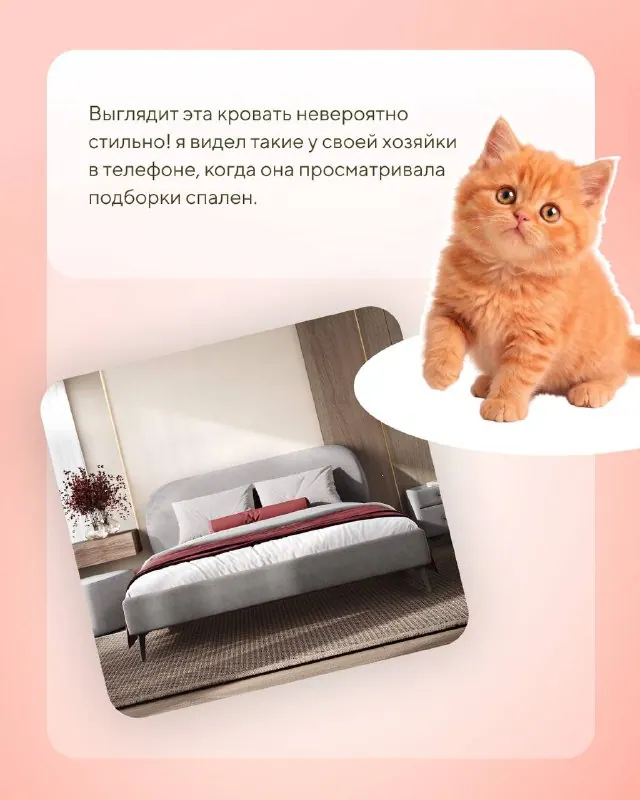 Выглядит эта кровать невероятно
стильно! я видел такие у своей хозяйки
в телефоне, когда она просматривала
подборки спален.